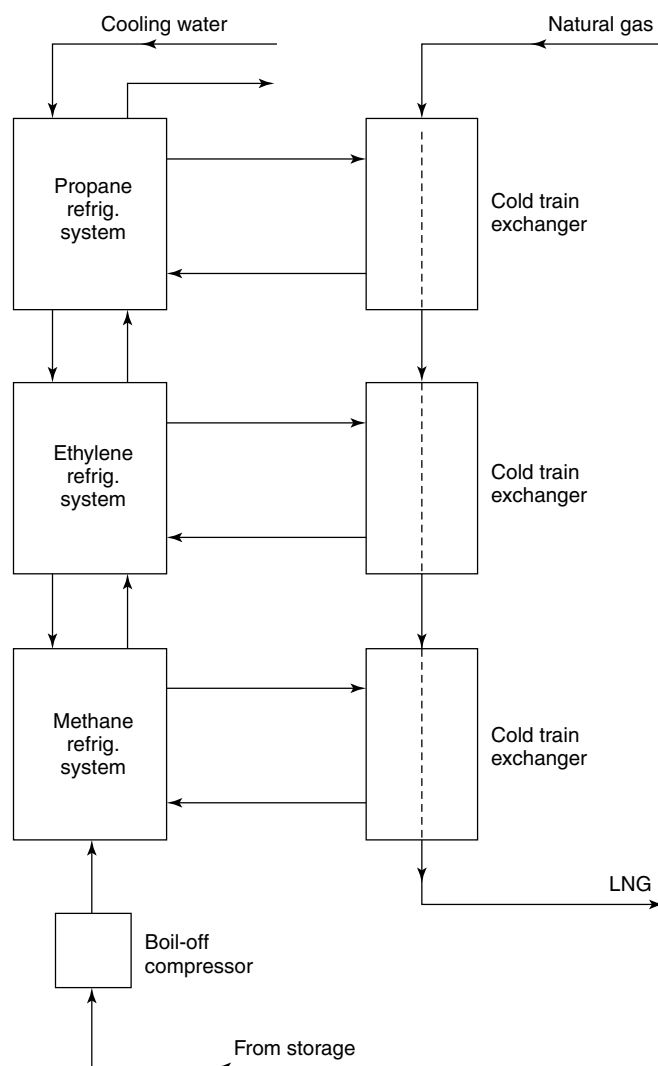 Cooling water
Natural gas
Propane
refrig.
system
Cold train
exchanger
Ethylene
refrig.
system
Cold train
exchanger
Methane
refrig.
system
Cold train
exchanger
LNG
Boil-off
compressor
From storage